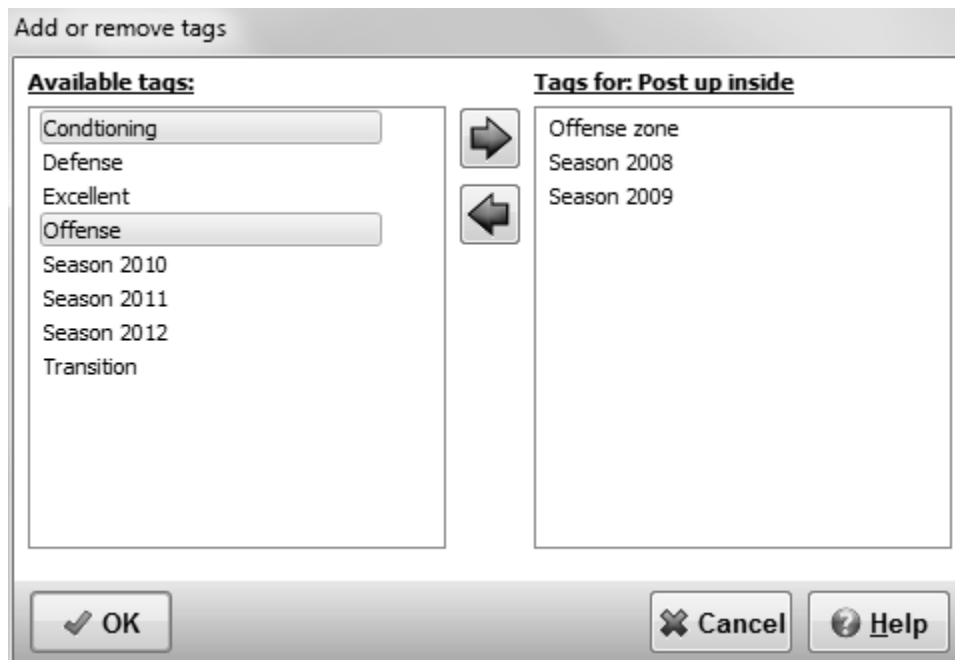 Add or remove tags
Available tags:
Condtioning
Defense
Excellent
Offense
Season 2010
Season 2011
Season 2012
Transition
Tags for: Post up inside
Offense zone
Season 2008
Season 2009
OK
Cancel
Help